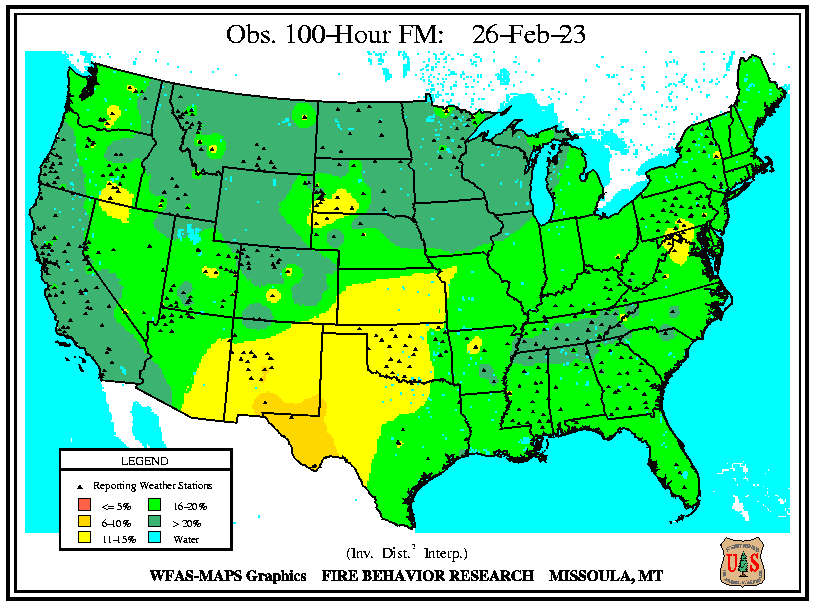 Obs. 100-Hour FM: 26-Feb-23
LEGEND
Reporting Weather Stations
<= 5% 16-20%
6-10% > 20%
11-15% Water
(Inv. Dist.² Interp.)
WFAS-MAPS Graphics FIRE BEHAVIOR RESEARCH MISSOULA, MT
U S